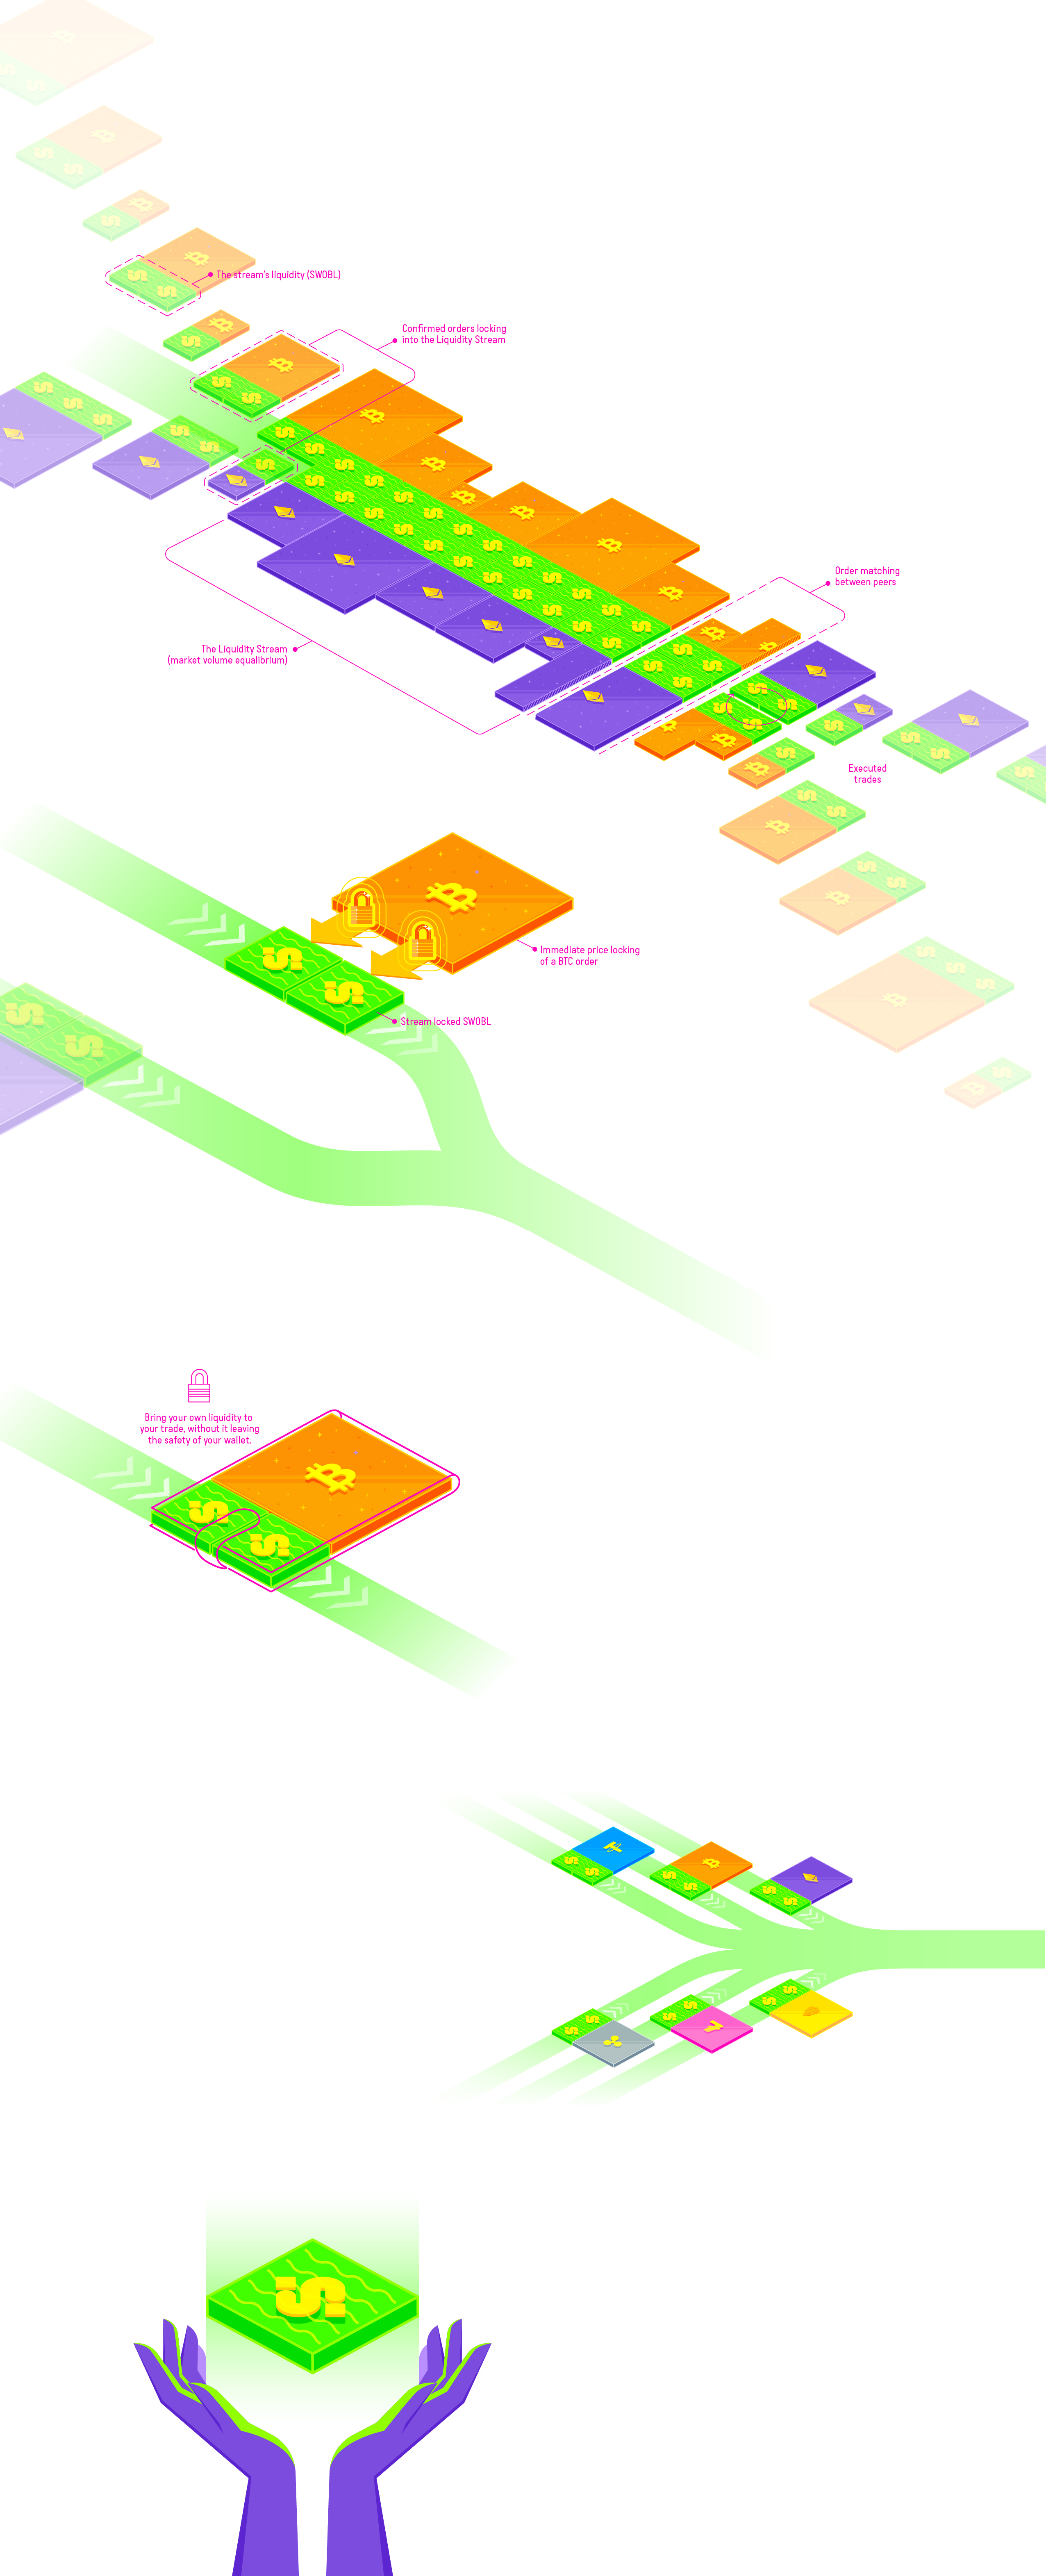 The stream's liquidity (SWOBL)
Confirmed orders locking
into the Liquidity Stream
Order matching
between peers
The Liquidity Stream
(market volume equalibrium)
Executed
trades
Immediate price locking
of a BTC order
Stream locked SWOBL
Bring your own liquidity to
your trade, without it leaving
the safety of your wallet.